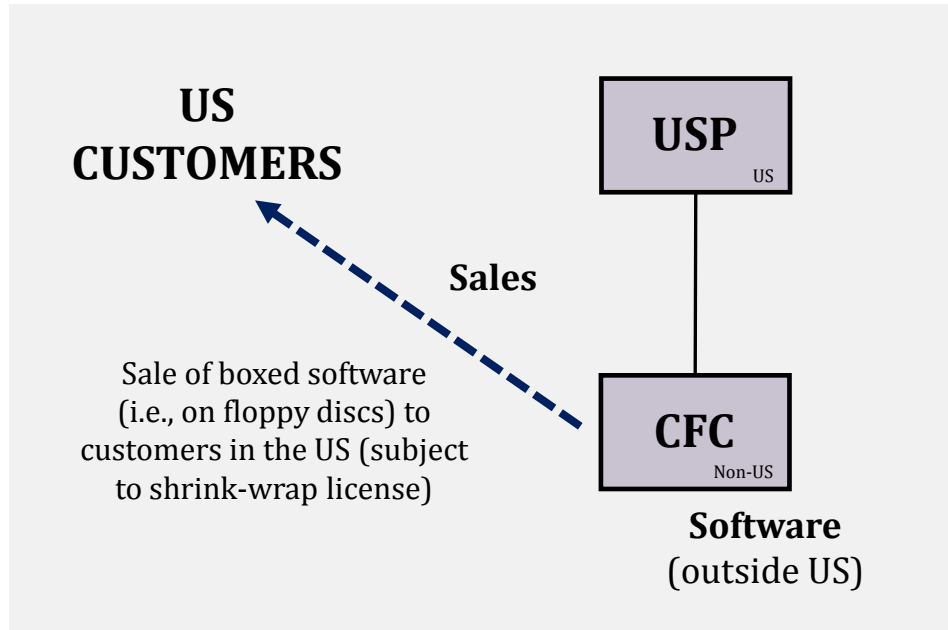 US
CUSTOMERS
USP
US
Sales
Sale of boxed software
(i.e., on floppy discs) to
customers in the US (subject
to shrink-wrap license)
CFC
Non-US
Software
(outside US)